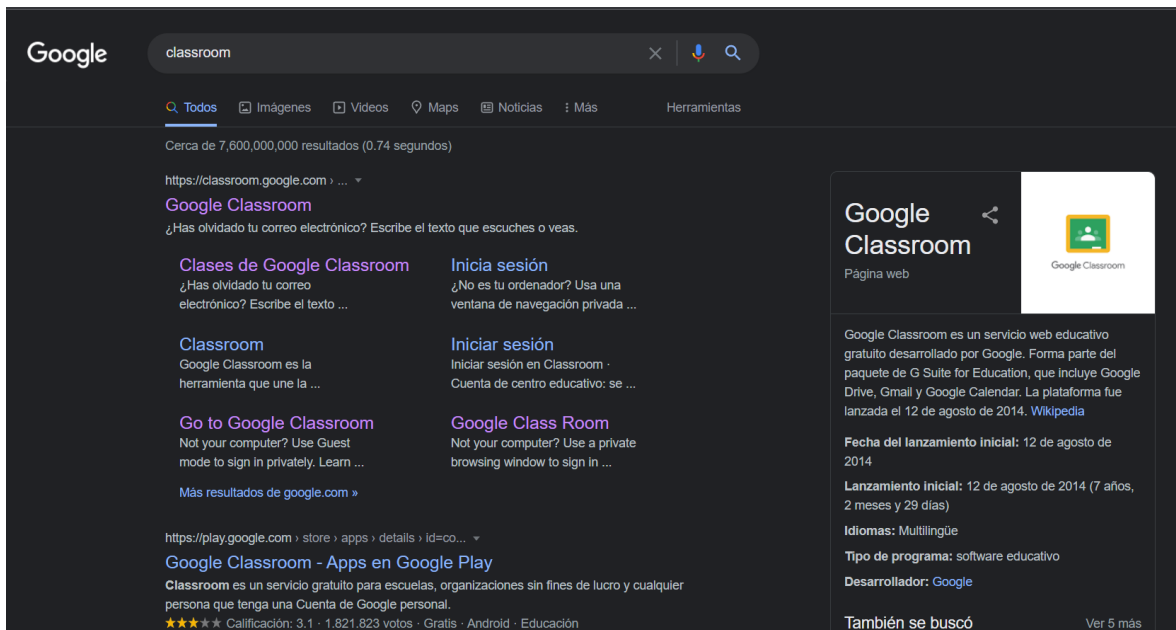 Google
classroom
Todos Imágenes Videos Maps Noticias Más Herramientas
Cerca de 7,600,000,000 resultados (0.74 segundos)
https://classroom.google.com › ...
Google Classroom
¿Has olvidado tu correo electrónico? Escribe el texto que escuches o veas.
Clases de Google Classroom
¿Has olvidado tu correo
electrónico? Escribe el texto ...
Inicia sesión
¿No es tu ordenador? Usa una
ventana de navegación privada ...
Classroom
Google Classroom es la
herramienta que une la ...
Iniciar sesión
Iniciar sesión en Classroom ·
Cuenta de centro educativo: se ...
Go to Google Classroom
Not your computer? Use Guest
mode to sign in privately. Learn ...
Google Class Room
Not your computer? Use a private
browsing window to sign in ...
Más resultados de google.com »
https://play.google.com › store › apps › details › id=co...
Google Classroom - Apps en Google Play
Classroom es un servicio gratuito para escuelas, organizaciones sin fines de lucro y cualquier
persona que tenga una Cuenta de Google personal.
Calificación: 3.1 · 1.821.823 votos · Gratis · Android · Educación
Google
Classroom
Página web
Google Classroom
Google Classroom es un servicio web educativo
gratuito desarrollado por Google. Forma parte del
paquete de G Suite for Education, que incluye Google
Drive, Gmail y Google Calendar. La plataforma fue
lanzada el 12 de agosto de 2014. Wikipedia
Fecha del lanzamiento inicial: 12 de agosto de
2014
Lanzamiento inicial: 12 de agosto de 2014 (7 años,
2 meses y 29 días)
Idiomas: Multilingüe
Tipo de programa: software educativo
Desarrollador: Google
También se buscó Ver 5 más